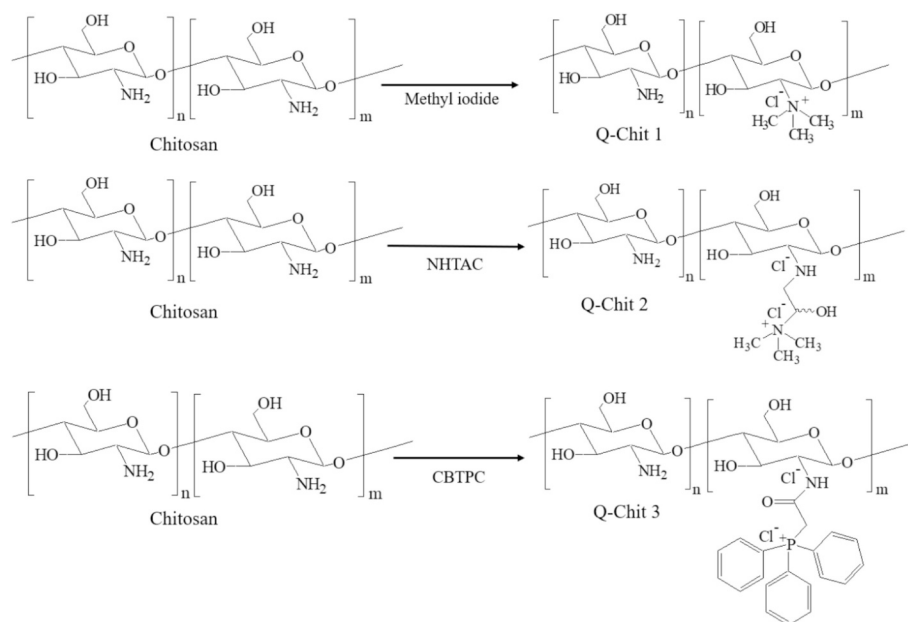 OH
OH
O
O
O
O
HO
HO
NH2
NH2
n
m
Chitosan
Methyl iodide
OH
OH
O
O
O
O
HO
HO
NH2
Cl-
N+
H3C
CH3
CH3
n
m
Q-Chit 1
OH
OH
O
O
O
O
HO
HO
NH2
NH2
n
m
Chitosan
NHTAC
OH
OH
O
O
O
O
HO
HO
NH2
Cl-
NH
Cl-
OH
+
N
H3C
CH3
CH3
n
m
Q-Chit 2
OH
OH
O
O
O
O
HO
HO
NH2
NH2
n
m
Chitosan
CBTPC
OH
OH
O
O
O
O
HO
HO
NH2
Cl-
NH
O
Cl-
+
P
n
m
Q-Chit 3